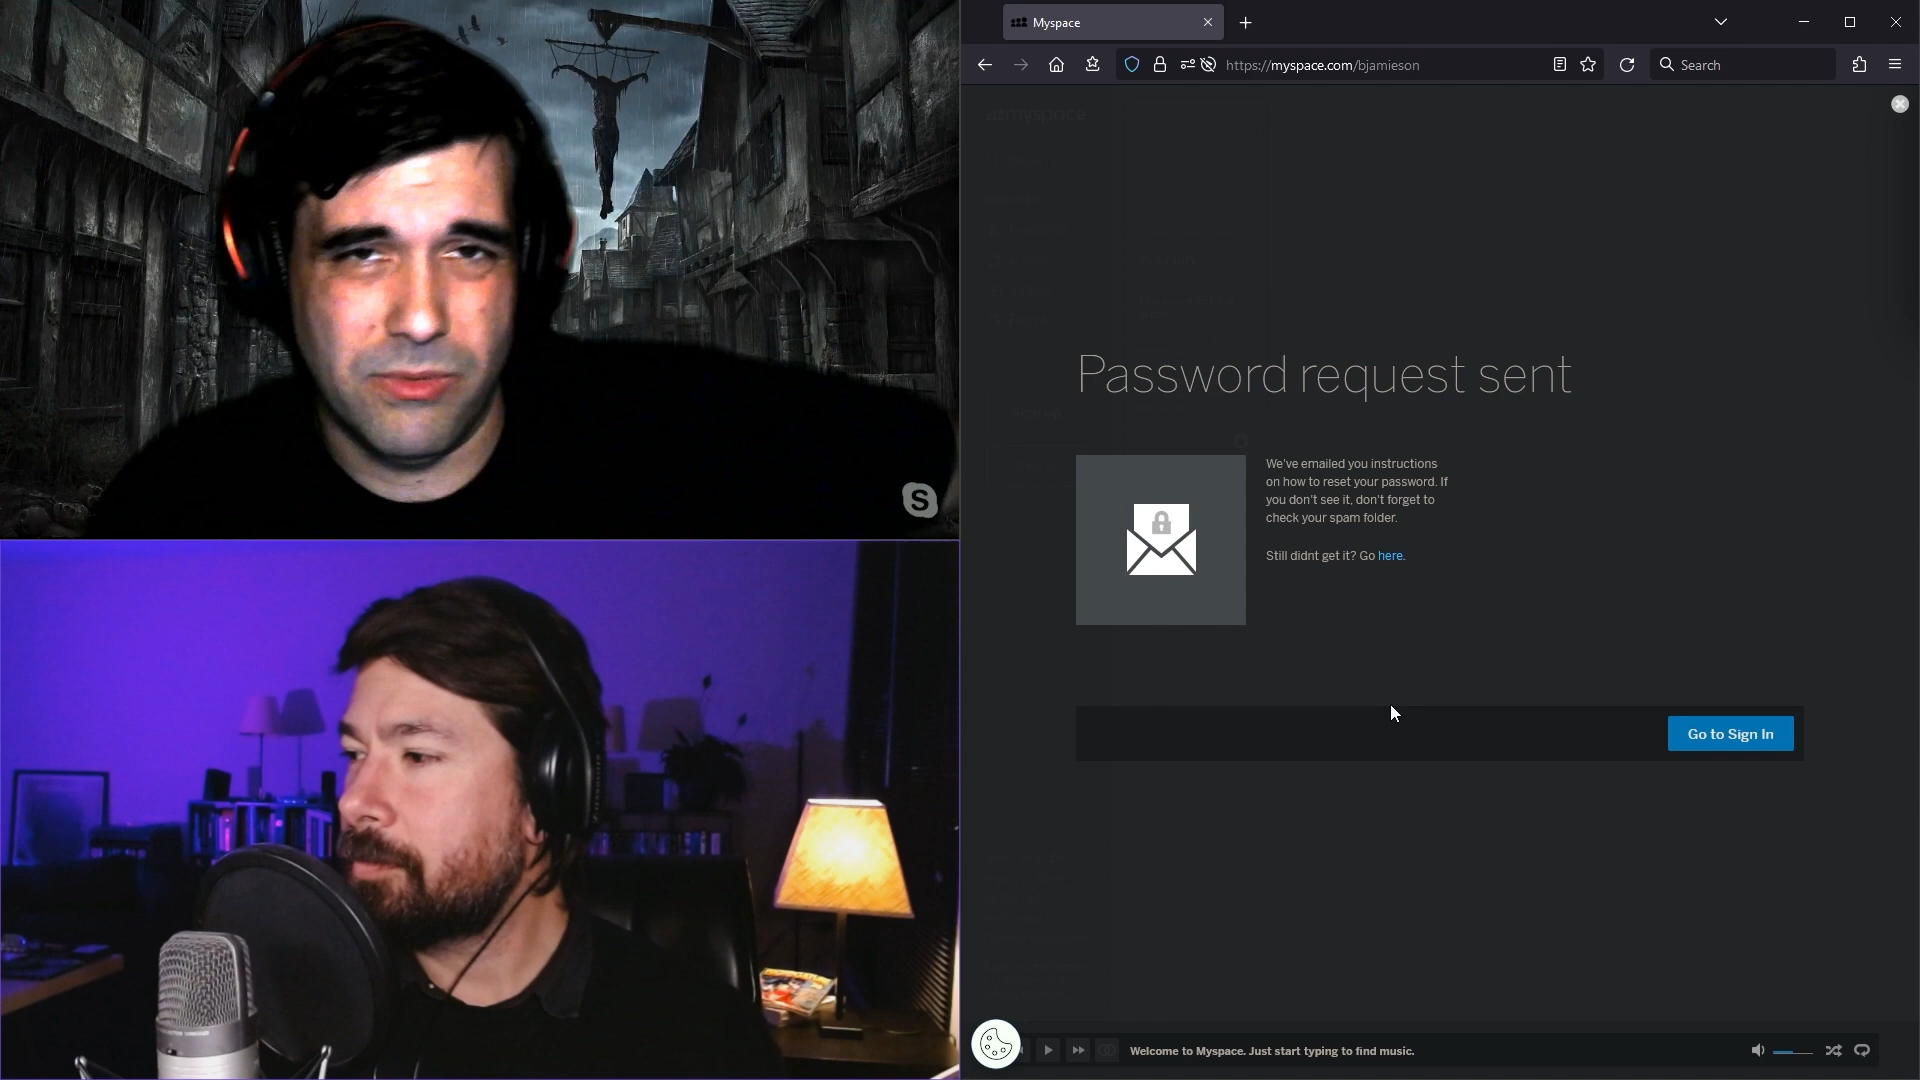 Myspace
https://myspace.com/bjamieson
Search
Password request sent
We've emailed you instructions
on how to reset your password. If
you don't see it, don't forget to
check your spam folder.
Still didnt get it? Go here.
Go to Sign In
Welcome to Myspace. Just start typing to find music.